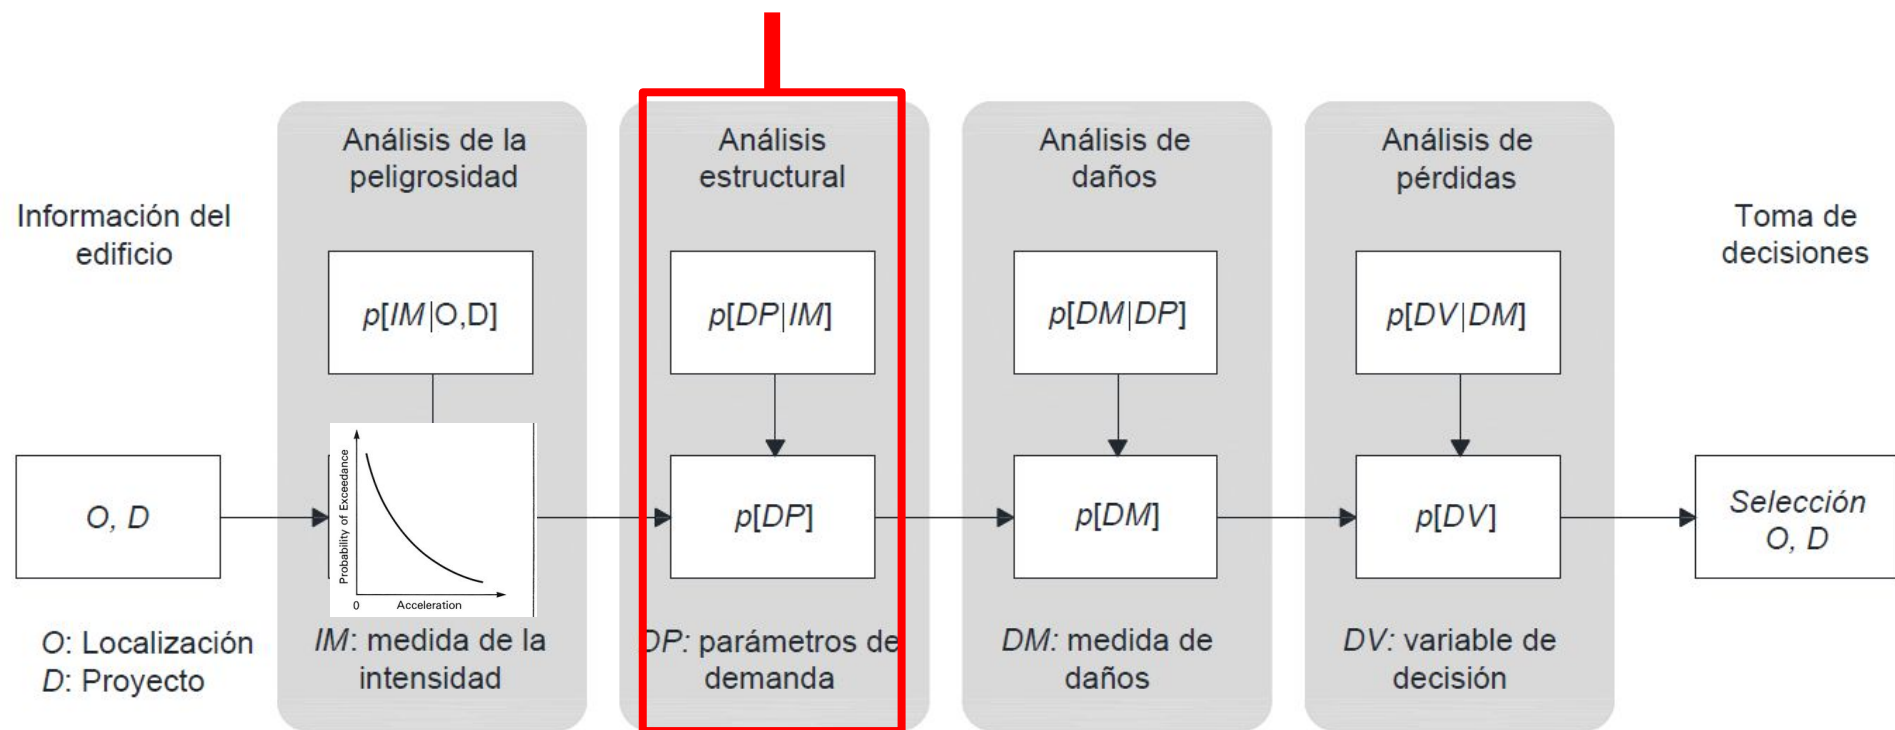 Información del
edificio
O, D
O: Localización
D: Proyecto
Análisis de la
peligrosidad
p[IM|O,D]
Probability of Exceedance
0
Acceleration
IM: medida de la
intensidad
Análisis
estructural
p[DP|IM]
p[DP]
DP: parámetros de
demanda
Análisis de
daños
p[DM|DP]
p[DM]
DM: medida de
daños
Análisis de
pérdidas
p[DV|DM]
p[DV]
DV: variable de
decisión
Toma de
decisiones
Selección
O, D